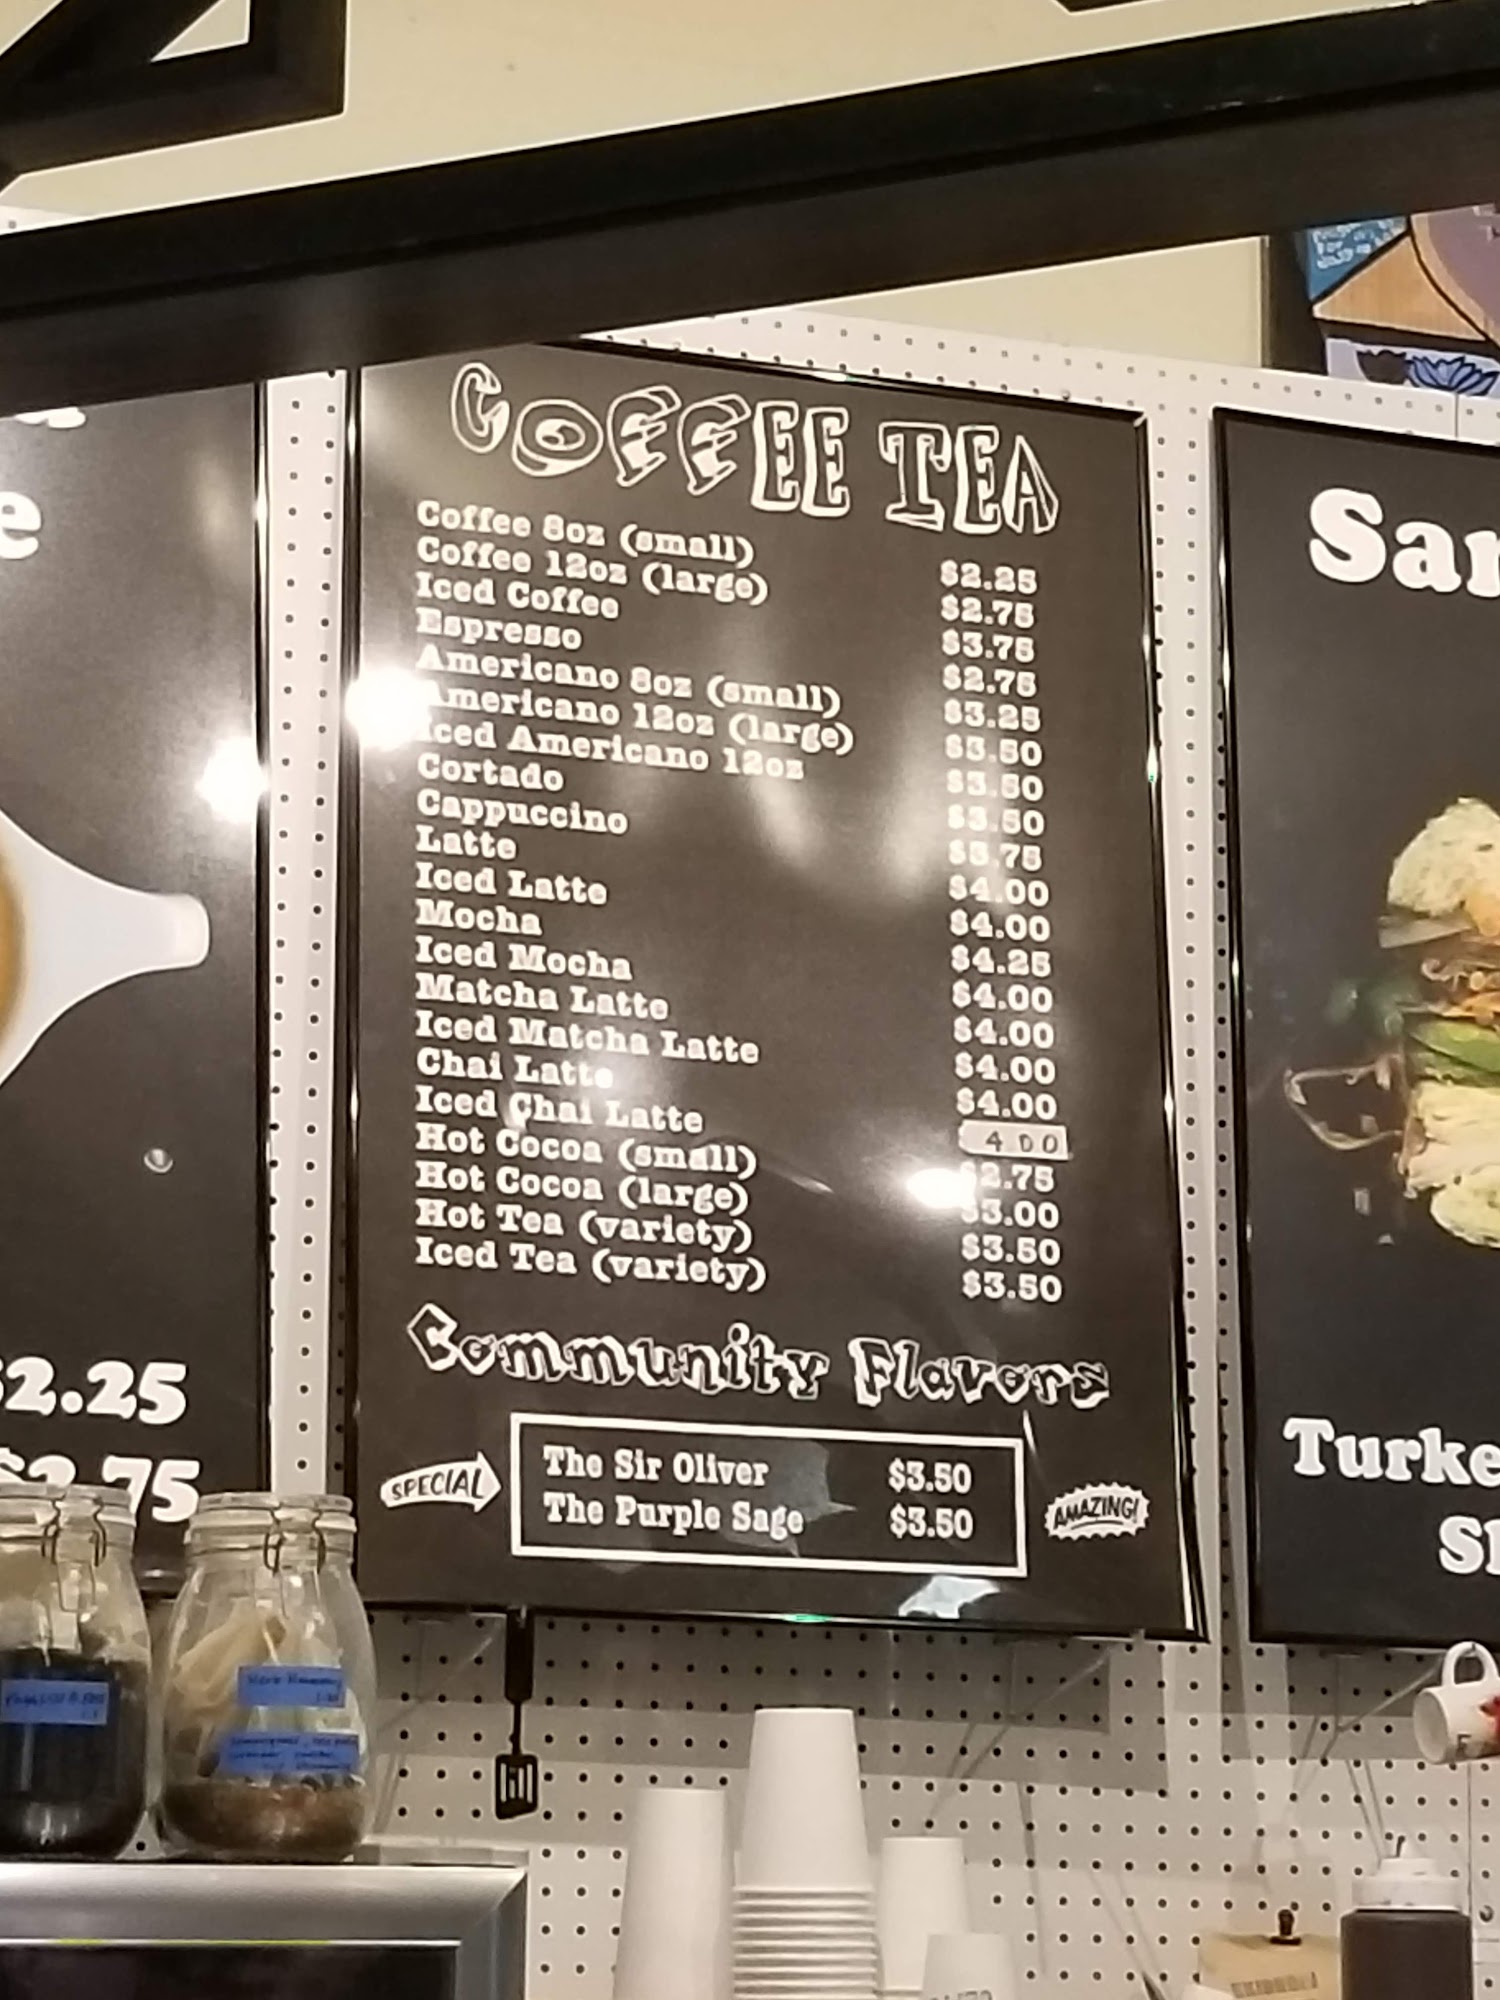 COFFEE TEA
Coffee 8oz (small) $2.25
Coffee 12oz (large) $2.75
Iced Coffee $3.75
Espresso $2.75
Americano 8oz (small) $3.25
Americano 12oz (large) $3.50
Iced Americano 12oz $3.50
Cortado $3.50
Cappuccino $3.75
Latte $4.00
Iced Latte $4.00
Mocha $4.25
Iced Mocha $4.00
Matcha Latte $4.00
Iced Matcha Latte $4.00
Chai Latte $4.00
Iced Chai Latte 4 00
Hot Cocoa (small) $2.75
Hot Cocoa (large) $3.00
Hot Tea (variety) $3.50
Iced Tea (variety) $3.50
Community Flavors
SPECIAL
The Sir Oliver $3.50
The Purple Sage $3.50
AMAZING!
e
$2.25
$2.75
San
Turke
Sl